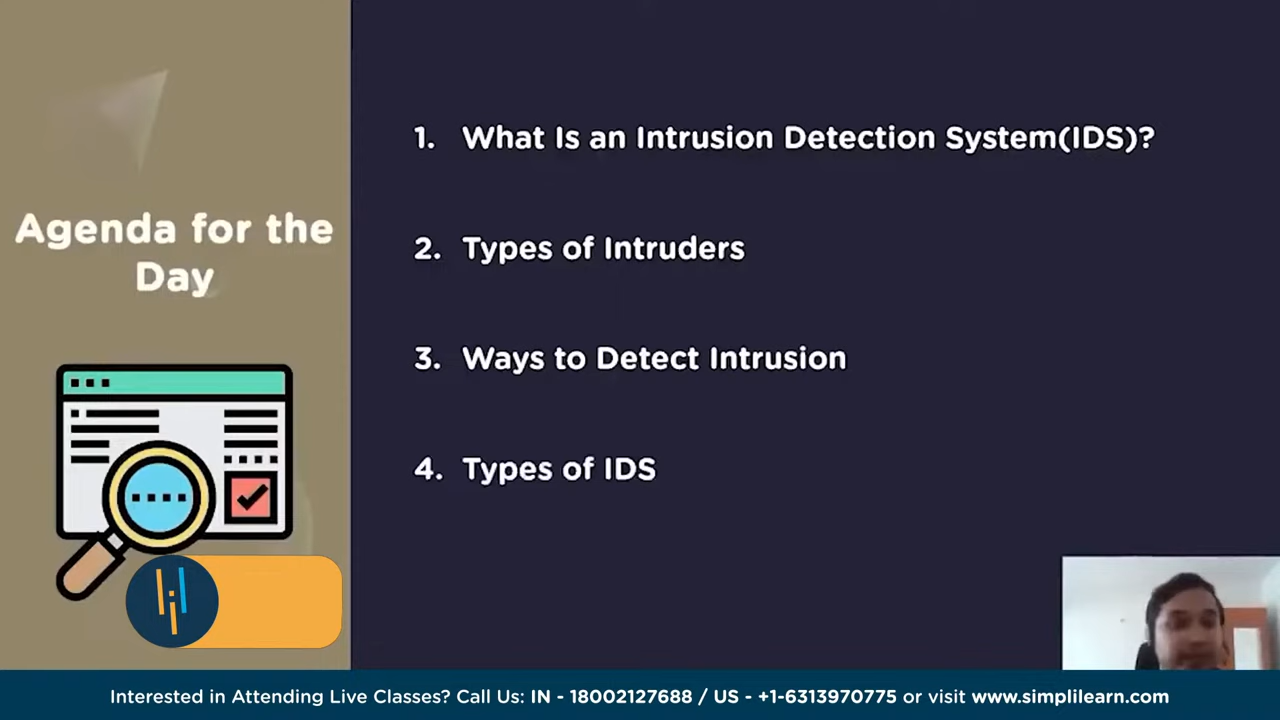 Agenda for the
Day
1. What Is an Intrusion Detection System(IDS)?
2. Types of Intruders
3. Ways to Detect Intrusion
4. Types of IDS
Interested in Attending Live Classes? Call Us: IN - 18002127688 / US - +1-6313970775 or visit www.simplilearn.com